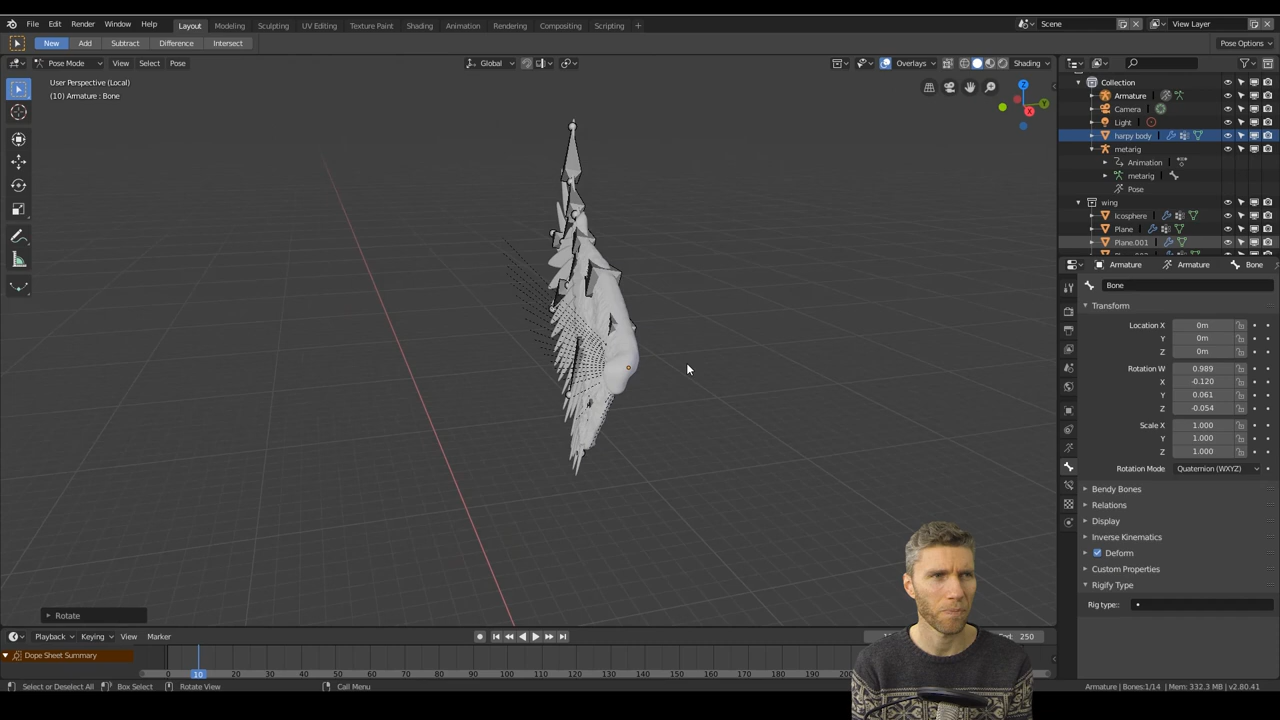 File Edit Render Window Help Layout Modeling Sculpting UV Editing Texture Paint Shading Animation Rendering Compositing Scripting + Scene View Layer
New Add Subtract Difference Intersect Pose Options
Pose Mode View Select Pose Global Overlays Shading
User Perspective (Local)
(10) Armature : Bone
Collection
Armature
Camera
Light
harpy body
metarig
Animation
metarig
Pose
wing
Icosphere
Plane
Plane.001
Armature Armature Bone
Bone
Transform
Location X 0m
Y 0m
Z 0m
Rotation W 0.989
X -0.120
Y 0.061
Z -0.054
Scale X 1.000
Y 1.000
Z 1.000
Rotation Mode Quaternion (WXYZ)
Bendy Bones
Relations
Display
Inverse Kinematics
Deform
Custom Properties
Rigify Type
Rig type::
Rotate
Playback Keying View Marker 250
Dope Sheet Summary
0 10 20 30 40 50 60 70 80 90 100 110 120 130 140 150 160 170 180 190 200
Select or Deselect All Box Select Rotate View Call Menu Armature | Bones:1/14 | Mem: 332.3 MB | v2.80.41
X Y Z